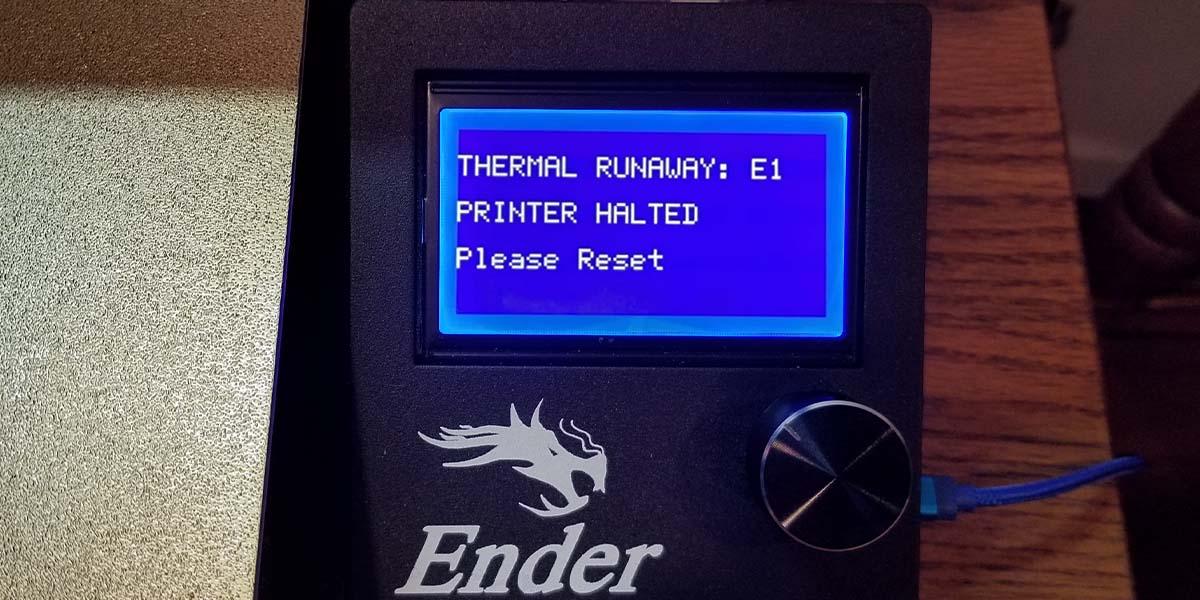 THERMAL RUNAWAY: E1
PRINTER HALTED
Please Reset
Ender